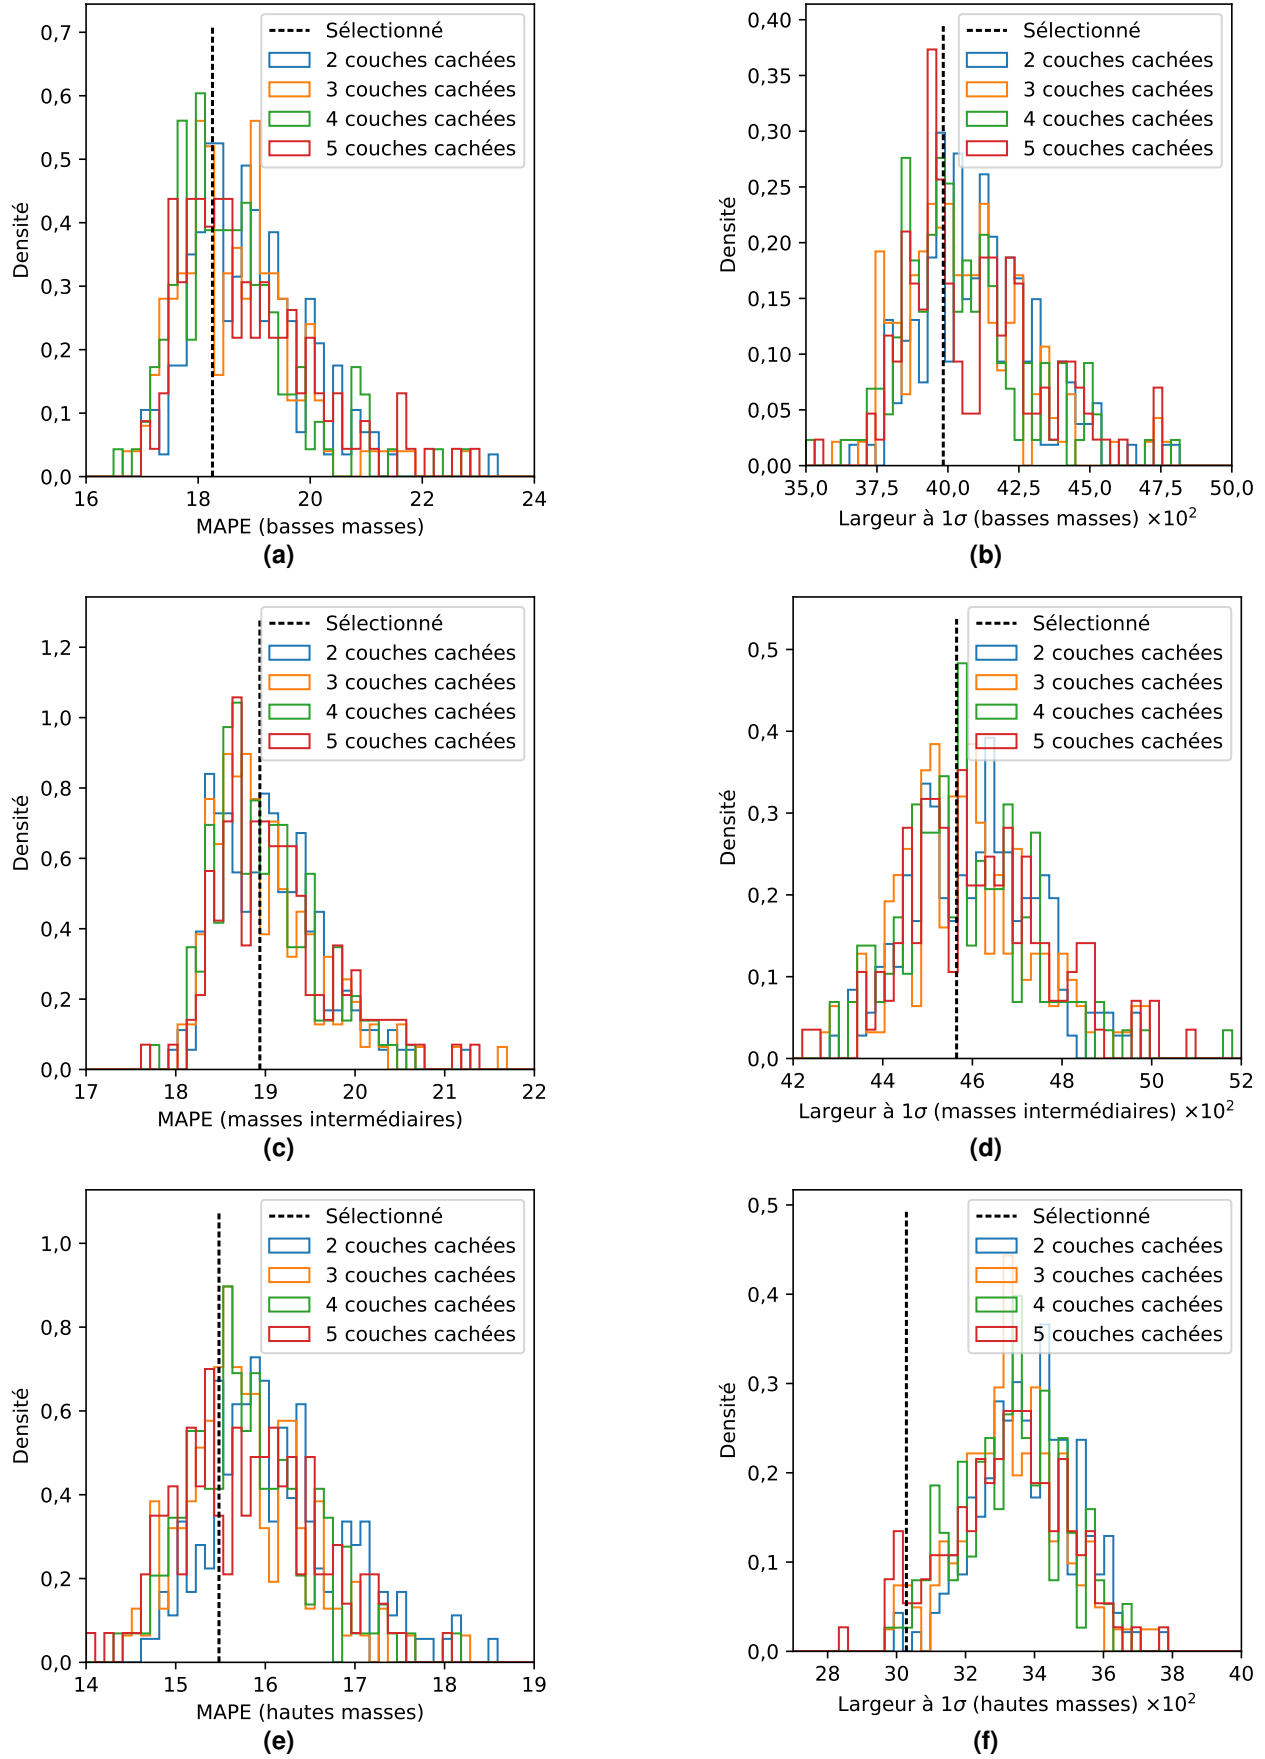 0,7
0,6
0,5
0,4
0,3
0,2
0,1
0,0
Densité
Sélectionné
2 couches cachées
3 couches cachées
4 couches cachées
5 couches cachées
16 18 20 22 24
MAPE (basses masses)
(a)
0,40
0,35
0,30
0,25
0,20
0,15
0,10
0,05
0,00
Densité
Sélectionné
2 couches cachées
3 couches cachées
4 couches cachées
5 couches cachées
35,0 37,5 40,0 42,5 45,0 47,5 50,0
Largeur à 1σ (basses masses) ×10²
(b)
1,2
1,0
0,8
0,6
0,4
0,2
0,0
Densité
Sélectionné
2 couches cachées
3 couches cachées
4 couches cachées
5 couches cachées
17 18 19 20 21 22
MAPE (masses intermédiaires)
(c)
0,5
0,4
0,3
0,2
0,1
0,0
Densité
Sélectionné
2 couches cachées
3 couches cachées
4 couches cachées
5 couches cachées
42 44 46 48 50 52
Largeur à 1σ (masses intermédiaires) ×10²
(d)
1,0
0,8
0,6
0,4
0,2
0,0
Densité
Sélectionné
2 couches cachées
3 couches cachées
4 couches cachées
5 couches cachées
14 15 16 17 18 19
MAPE (hautes masses)
(e)
0,5
0,4
0,3
0,2
0,1
0,0
Densité
Sélectionné
2 couches cachées
3 couches cachées
4 couches cachées
5 couches cachées
28 30 32 34 36 38 40
Largeur à 1σ (hautes masses) ×10²
(f)